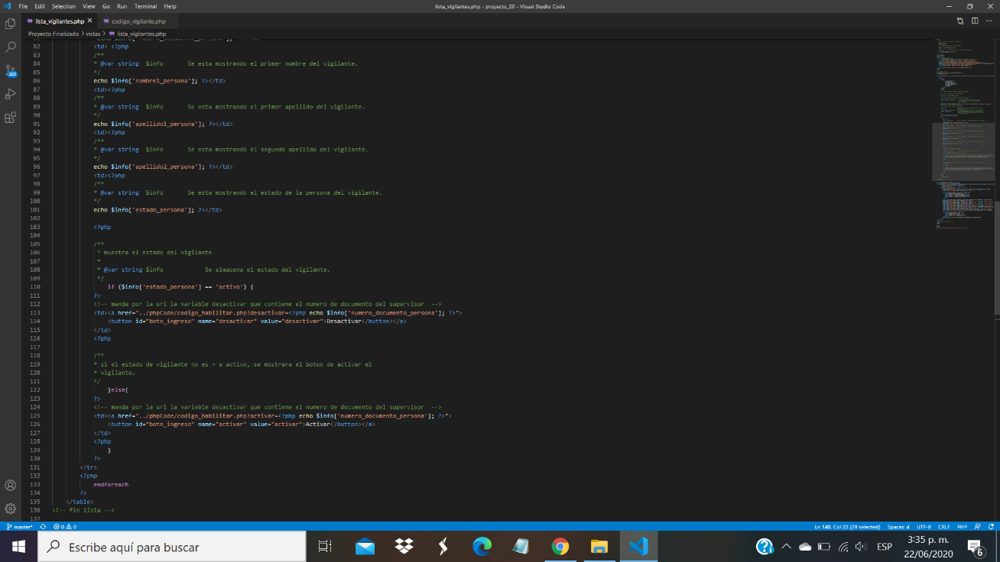 File Edit Selection View Go Run Terminal Help
lista_vigilantes.php - proyecto_20 - Visual Studio Code
lista_vigilantes.php codigo_vigilante.php
Proyecto Finalizado > vistas > lista_vigilantes.php
82 <td> <?php
83 /**
84 * @var string $info Se esta mostrando el primer nombre del vigilante.
85 */
86 echo $info['nombre1_persona']; ?></td>
87 <td><?php
88 /**
89 * @var string $info Se esta mostrando el primer apellido del vigilante.
90 */
91 echo $info['apellido1_persona']; ?></td>
92 <td><?php
93 /**
94 * @var string $info Se esta mostrando el segundo apellido del vigilante.
95 */
96 echo $info['apellido2_persona']; ?></td>
97 <td><?php
98 /**
99 * @var string $info Se esta mostrando el estado de la persona del vigilante.
100 */
101 echo $info['estado_persona']; ?></td>
102
103 <?php
104
105 /**
106 * muestra el estado del vigilante
107 *
108 * @var string $info Se almacena el estado del vigilante.
109 */
110 if ($info['estado_persona'] == 'activo') {
111 ?>
112 <!-- manda por la url la variable desactivar que contiene el numero de documento del supervisor -->
113 <td><a href="../phpCode/codigo_habilitar.php?desactivar=<?php echo $info['numero_documento_persona']; ?>">
114 <button id="boto_ingreso" name="desactivar" value="desactivar">Desactivar</button></a>
115 </td>
116 <?php
117
118 /**
119 * si el estado de vigilante no es = a activo, se mostrara el boton de activar el
120 * vigilante.
121 */
122 }else{
123 ?>
124 <!-- manda por la url la variable desactivar que contiene el numero de documento del supervisor -->
125 <td><a href="../phpCode/codigo_habilitar.php?activar=<?php echo $info['numero_documento_persona']; ?>">
126 <button id="boto_ingreso" name="activar" value="activar">Activar</button></a>
127 </td>
128 <?php
129 }
130 ?>
131 </tr>
132 <?php
133 endforeach
134 ?>
135 </table>
136 <!-- fin lista -->
137
223
master* 0 0
Ln 140, Col 22 (29 selected) Spaces: 4 UTF-8 CRLF PHP
Escribe aquí para buscar
ESP
3:35 p. m.
22/06/2020
6